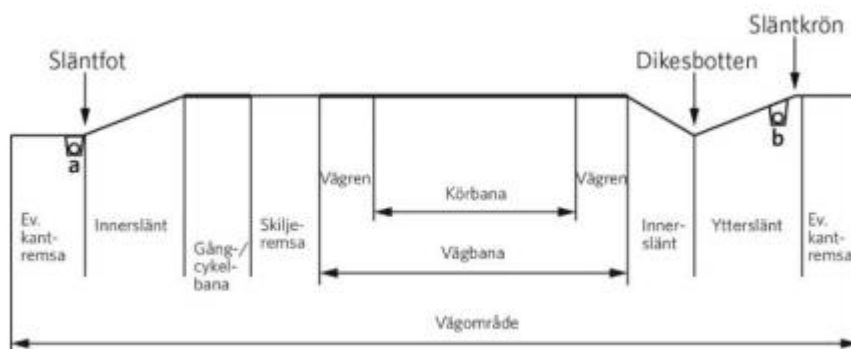 Släntkrön
Släntfot
Dikesbotten
a
b
Vägren
Körbana
Vägren
Ev.
kant-
remsa
Innerslänt
Gång-/
cykel-
bana
Skilje-
remsa
Vägbana
Inner-
slänt
Ytterslänt
Ev.
kant-
remsa
Vägområde